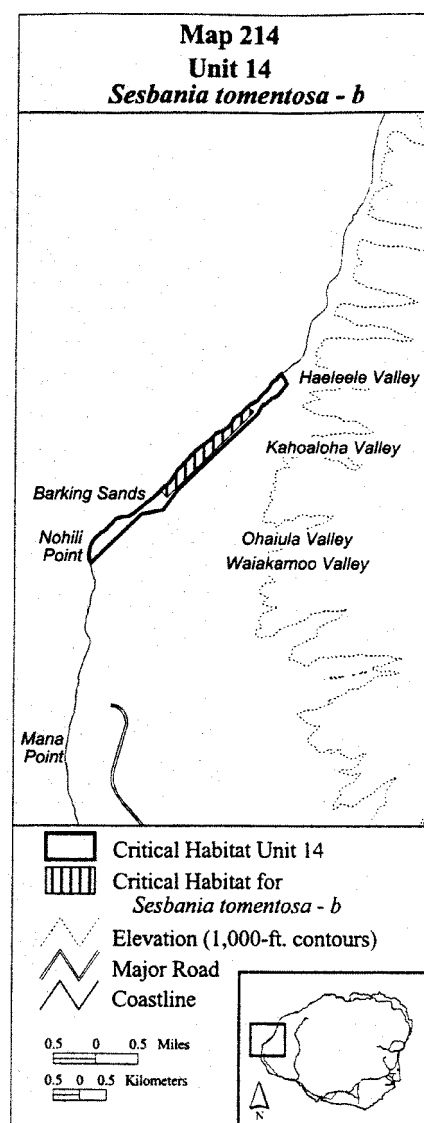 Map 214
Unit 14
Sesbania tomentosa - b
Haeleele Valley
Kahoaloha Valley
Barking Sands
Nohili
Point
Ohaiula Valley
Waiakamoo Valley
Mana
Point
Critical Habitat Unit 14
Critical Habitat for
Sesbania tomentosa - b
Elevation (1,000-ft. contours)
Major Road
Coastline
0.5 0 0.5 Miles
0.5 0 0.5 Kilometers
N